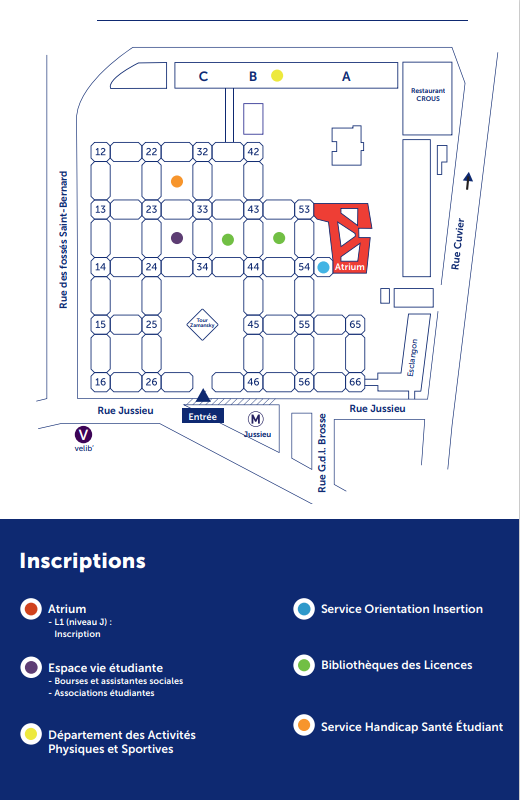 C B A
Restaurant
CROUS
12 22 32 42
13 23 33 43 53
14 24 34 44 54 Atrium
15 25 Tour
Zamansky
45 55 65
16 26 46 56 66
Rue des fossés Saint-Bernard
Rue Cuvier
Esclangon
Rue Jussieu
Entrée
M
Jussieu
Rue G.d.l. Brosse
Rue Jussieu
V
velib'
Inscriptions
Atrium
- L1 (niveau J) :
Inscription
Espace vie étudiante
- Bourses et assistantes sociales
- Associations étudiantes
Département des Activités
Physiques et Sportives
Service Orientation Insertion
Bibliothèques des Licences
Service Handicap Santé Étudiant